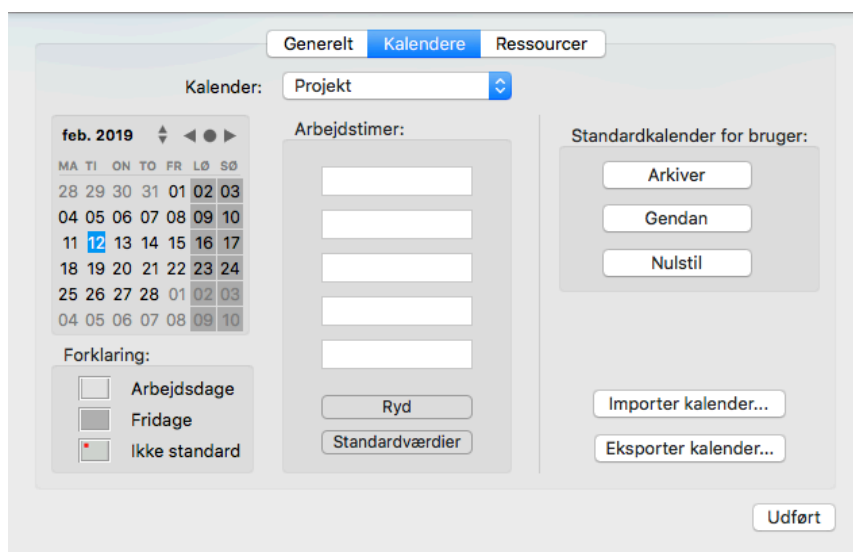 Generelt Kalendere Ressourcer
Kalender: Projekt
feb. 2019
MA TI ON TO FR LØ SØ
28 29 30 31 01 02 03
04 05 06 07 08 09 10
11 12 13 14 15 16 17
18 19 20 21 22 23 24
25 26 27 28 01 02 03
04 05 06 07 08 09 10
Forklaring:
Arbejdsdage
Fridage
Ikke standard
Arbejdstimer:
Ryd
Standardværdier
Standardkalender for bruger:
Arkiver
Gendan
Nulstil
Importer kalender...
Eksporter kalender...
Udført